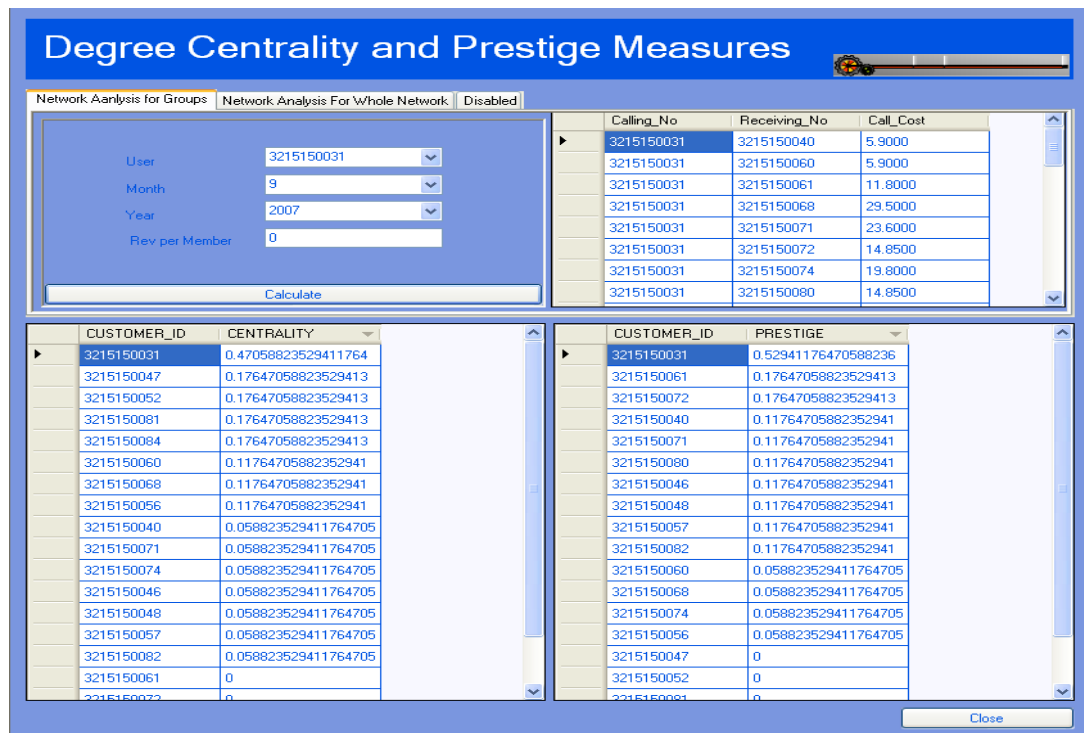 Degree Centrality and Prestige Measures
Network Aanlysis for Groups Network Analysis For Whole Network Disabled
User 3215150031
Month 9
Year 2007
Rev per Member 0
Calculate
Calling_No Receiving_No Call_Cost
3215150031 3215150040 5.9000
3215150031 3215150060 5.9000
3215150031 3215150061 11.8000
3215150031 3215150068 29.5000
3215150031 3215150071 23.6000
3215150031 3215150072 14.8500
3215150031 3215150074 19.8000
3215150031 3215150080 14.8500
CUSTOMER_ID CENTRALITY
3215150031 0.47058823529411764
3215150047 0.17647058823529413
3215150052 0.17647058823529413
3215150081 0.17647058823529413
3215150084 0.17647058823529413
3215150060 0.11764705882352941
3215150068 0.11764705882352941
3215150056 0.11764705882352941
3215150040 0.058823529411764705
3215150071 0.058823529411764705
3215150074 0.058823529411764705
3215150046 0.058823529411764705
3215150048 0.058823529411764705
3215150057 0.058823529411764705
3215150082 0.058823529411764705
3215150061 0
3215150072 0
CUSTOMER_ID PRESTIGE
3215150031 0.52941176470588236
3215150061 0.17647058823529413
3215150072 0.17647058823529413
3215150040 0.11764705882352941
3215150071 0.11764705882352941
3215150080 0.11764705882352941
3215150046 0.11764705882352941
3215150048 0.11764705882352941
3215150057 0.11764705882352941
3215150082 0.11764705882352941
3215150060 0.058823529411764705
3215150068 0.058823529411764705
3215150074 0.058823529411764705
3215150056 0.058823529411764705
3215150047 0
3215150052 0
3215150081 0
Close